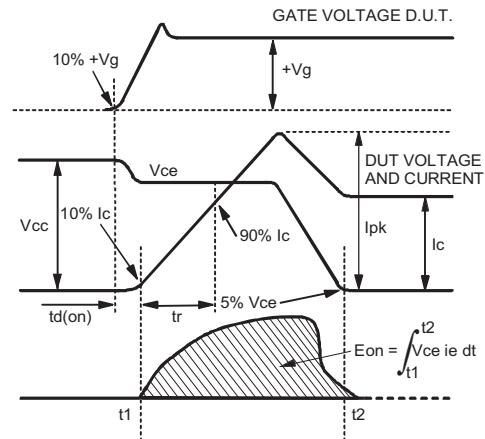 GATE VOLTAGE D.U.T.
10% +Vg
+Vg
Vce
DUT VOLTAGE
AND CURRENT
Vcc
10% Ic
90% Ic
Ipk
Ic
td(on)
tr
5% Vce
Eon = ∫ Vce ie dt
t2
t1
t1
t2